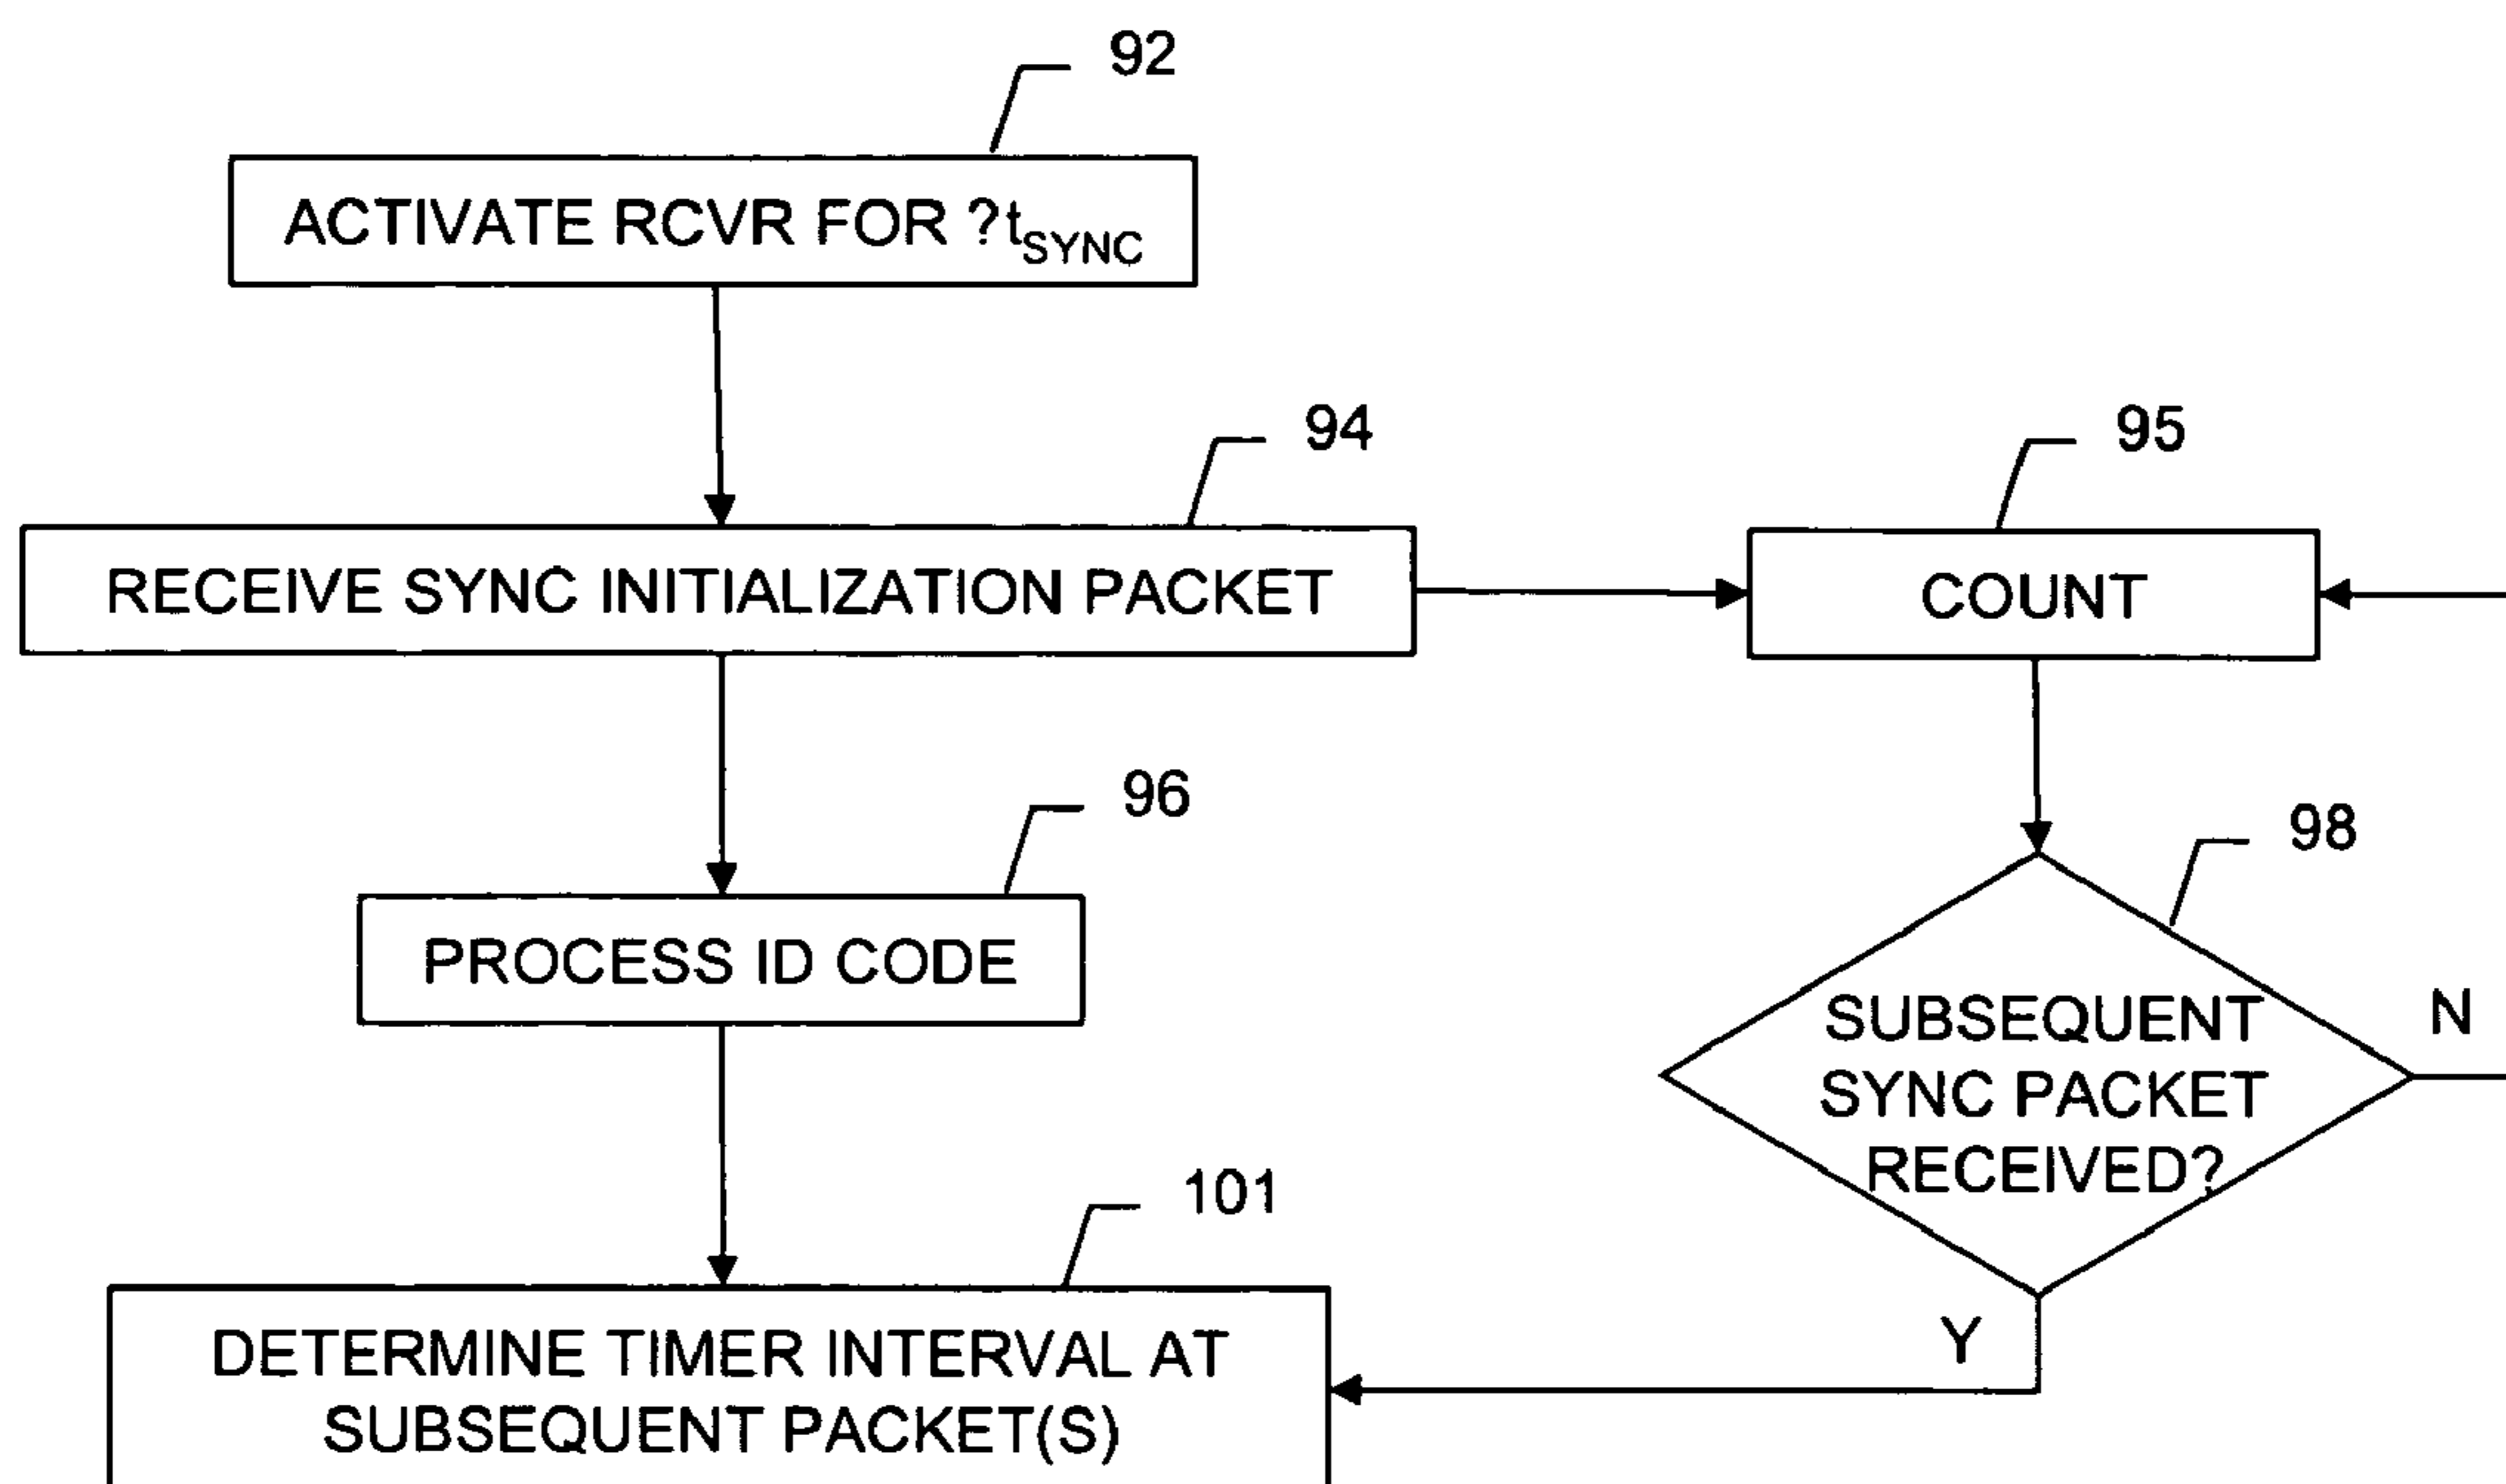 92
ACTIVATE RCVR FOR ?tSYNC
94
RECEIVE SYNC INITIALIZATION PACKET
95
COUNT
96
PROCESS ID CODE
98
SUBSEQUENT
SYNC PACKET
RECEIVED?
N
Y
101
DETERMINE TIMER INTERVAL AT
SUBSEQUENT PACKET(S)